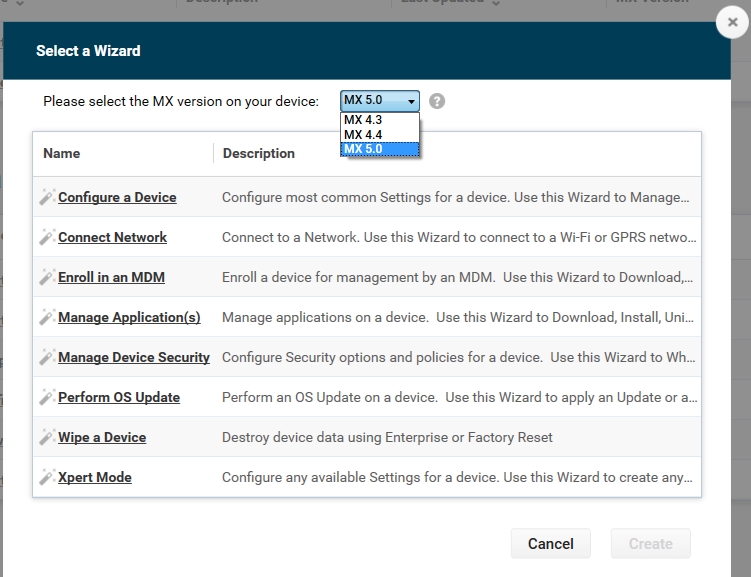 Description
Last Updated
MX Version
Select a Wizard
Please select the MX version on your device: MX 5.0 ?
MX 4.3
MX 4.4
MX 5.0
Name Description
Configure a Device Configure most common Settings for a device. Use this Wizard to Manage...
Connect Network Connect to a Network. Use this Wizard to connect to a Wi-Fi or GPRS netwo...
Enroll in an MDM Enroll a device for management by an MDM. Use this Wizard to Download,...
Manage Application(s) Manage applications on a device. Use this Wizard to Download, Install, Uni...
Manage Device Security Configure Security options and policies for a device. Use this Wizard to Wh...
Perform OS Update Perform an OS Update on a device. Use this Wizard to apply an Update or a...
Wipe a Device Destroy device data using Enterprise or Factory Reset
Xpert Mode Configure any available Settings for a device. Use this Wizard to create any...
Cancel Create